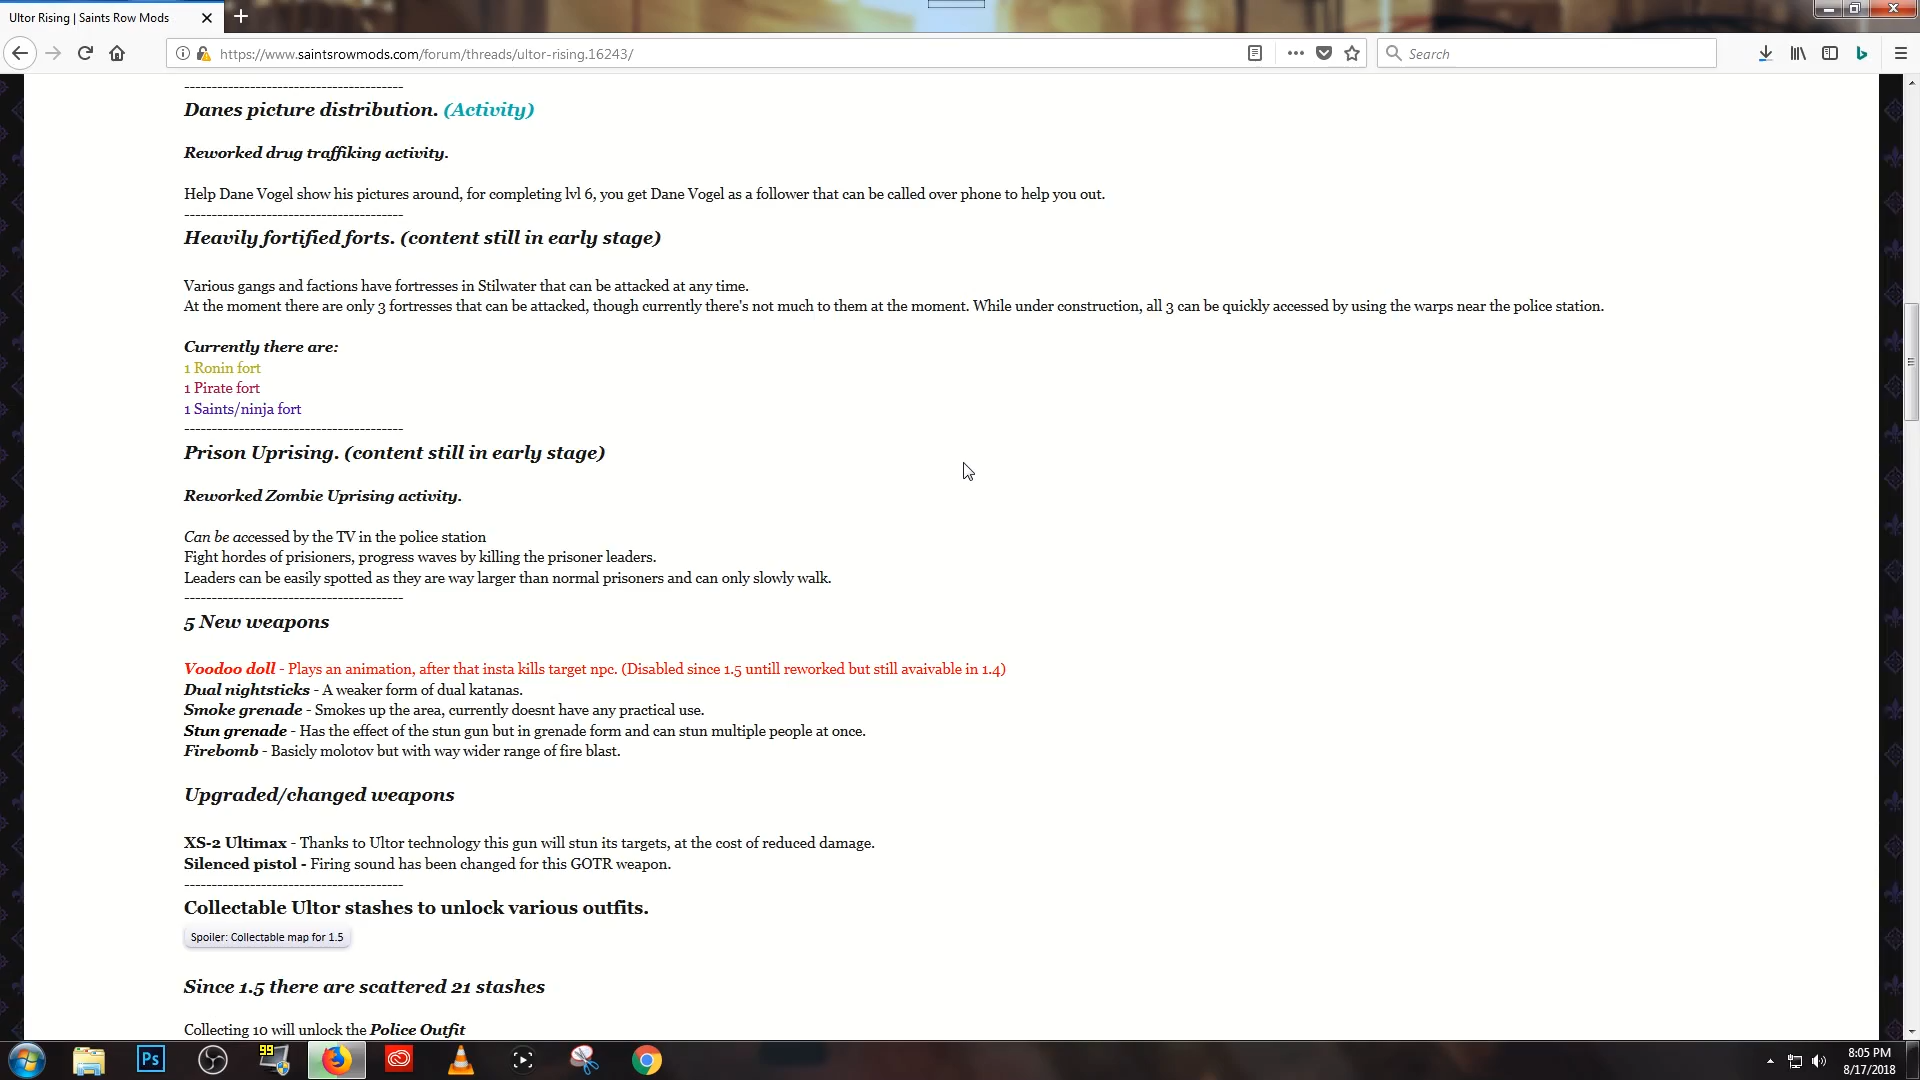 Ultor Rising | Saints Row Mods
https://www.saintsrowmods.com/forum/threads/ultor-rising.16243/
Search
----------------------------------------
Danes picture distribution. (Activity)
Reworked drug traffiking activity.
Help Dane Vogel show his pictures around, for completing lvl 6, you get Dane Vogel as a follower that can be called over phone to help you out.
----------------------------------------
Heavily fortified forts. (content still in early stage)
Various gangs and factions have fortresses in Stilwater that can be attacked at any time.
At the moment there are only 3 fortresses that can be attacked, though currently there's not much to them at the moment. While under construction, all 3 can be quickly accessed by using the warps near the police station.
Currently there are:
1 Ronin fort
1 Pirate fort
1 Saints/ninja fort
----------------------------------------
Prison Uprising. (content still in early stage)
Reworked Zombie Uprising activity.
Can be accessed by the TV in the police station
Fight hordes of prisioners, progress waves by killing the prisoner leaders.
Leaders can be easily spotted as they are way larger than normal prisoners and can only slowly walk.
----------------------------------------
5 New weapons
Voodoo doll - Plays an animation, after that insta kills target npc. (Disabled since 1.5 untill reworked but still avaivable in 1.4)
Dual nightsticks - A weaker form of dual katanas.
Smoke grenade - Smokes up the area, currently doesnt have any practical use.
Stun grenade - Has the effect of the stun gun but in grenade form and can stun multiple people at once.
Firebomb - Basicly molotov but with way wider range of fire blast.
Upgraded/changed weapons
XS-2 Ultimax - Thanks to Ultor technology this gun will stun its targets, at the cost of reduced damage.
Silenced pistol - Firing sound has been changed for this GOTR weapon.
----------------------------------------
Collectable Ultor stashes to unlock various outfits.
Spoiler: Collectable map for 1.5
Since 1.5 there are scattered 21 stashes
Collecting 10 will unlock the Police Outfit
Ps
99
8:05 PM
8/17/2018